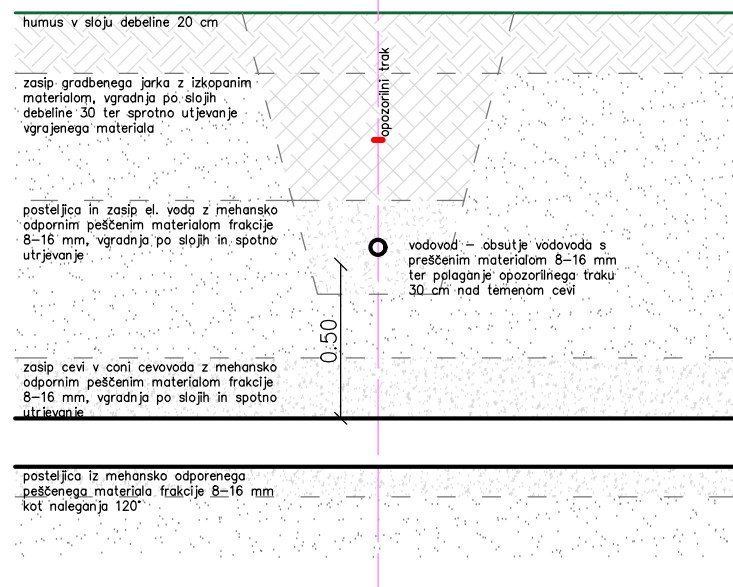 humus v sloju debeline 20 cm
opozorilni trak
zasip gradbenega jarka z izkopanim
materialom, vgradnja po slojih
debeline 30 ter sprotno utjevanje
vgrajenega materiala
posteljica in zasip el. voda z mehansko
odpornim peščenim materialom frakcije
8-16 mm, vgradnja po slojih in spotno
utrjevanje
vodovod - obsutje vodovoda s
preščenim materialom 8-16 mm
ter polaganje opozorilnega traku
30 cm nad temenom cevi
0.50
zasip cevi v coni cevovoda z mehansko
odpornim peščenim materialom frakcije
8-16 mm, vgradnja po slojih in spotno
utrjevanje
posteljica iz mehansko odporenega
peščenega materiala frakcije 8-16 mm
kot naleganja 120°